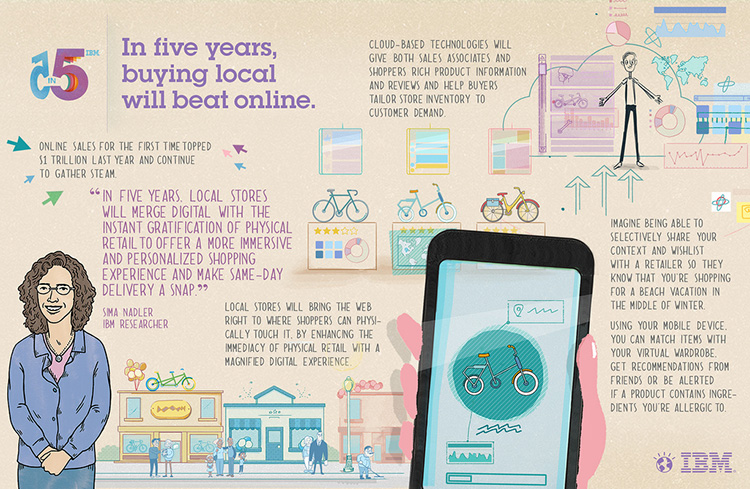 5 IN 5
IBM
In five years,
buying local
will beat online.
ONLINE SALES FOR THE FIRST TIME TOPPED
$1 TRILLION LAST YEAR AND CONTINUE
TO GATHER STEAM.
“IN FIVE YEARS, LOCAL STORES
WILL MERGE DIGITAL WITH THE
INSTANT GRATIFICATION OF PHYSICAL
RETAIL TO OFFER A MORE IMMERSIVE
AND PERSONALIZED SHOPPING
EXPERIENCE AND MAKE SAME-DAY
DELIVERY A SNAP.”
SIMA NADLER
IBM RESEARCHER
CLOUD-BASED TECHNOLOGIES WILL
GIVE BOTH SALES ASSOCIATES AND
SHOPPERS RICH PRODUCT INFORMATION
AND REVIEWS AND HELP BUYERS
TAILOR STORE INVENTORY TO
CUSTOMER DEMAND.
LOCAL STORES WILL BRING THE WEB
RIGHT TO WHERE SHOPPERS CAN PHYSI-
CALLY TOUCH IT, BY ENHANCING THE
IMMEDIACY OF PHYSICAL RETAIL WITH A
MAGNIFIED DIGITAL EXPERIENCE.
IMAGINE BEING ABLE TO
SELECTIVELY SHARE YOUR
CONTEXT AND WISHLIST
WITH A RETAILER SO THEY
KNOW THAT YOU'RE SHOPPING
FOR A BEACH VACATION IN
THE MIDDLE OF WINTER.
USING YOUR MOBILE DEVICE,
YOU CAN MATCH ITEMS WITH
YOUR VIRTUAL WARDROBE,
GET RECOMMENDATIONS FROM
FRIENDS OR BE ALERTED
IF A PRODUCT CONTAINS INGRE-
DIENTS YOU'RE ALLERGIC TO.
IBM